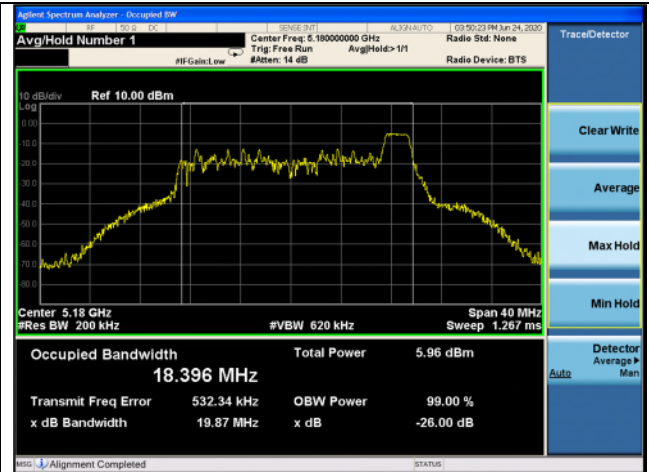 Agilent Spectrum Analyzer - Occupied BW
RF 50 Ω DC SENSE:INT ALIGNAUTO 03:50:23 PM Jun 24, 2020
Avg/Hold Number 1
Center Freq: 5.180000000 GHz
Radio Std: None
Trig: Free Run Avg|Hold:>1/1
#IFGain:Low #Atten: 14 dB Radio Device: BTS
Trace/Detector
10 dB/div Ref 10.00 dBm
Log
0.00
-10.0
-20.0
-30.0
-40.0
-50.0
-60.0
-70.0
-80.0
Center 5.18 GHz Span 40 MHz
#Res BW 200 kHz #VBW 620 kHz Sweep 1.267 ms
Occupied Bandwidth Total Power 5.96 dBm
18.396 MHz
Transmit Freq Error 532.34 kHz OBW Power 99.00 %
x dB Bandwidth 19.87 MHz x dB -26.00 dB
Clear Write
Average
Max Hold
Min Hold
Detector
Average
Auto Man
MSG Alignment Completed STATUS